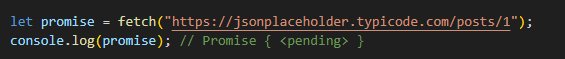 let promise = fetch("https://jsonplaceholder.typicode.com/posts/1");
console.log(promise); // Promise { <pending> }